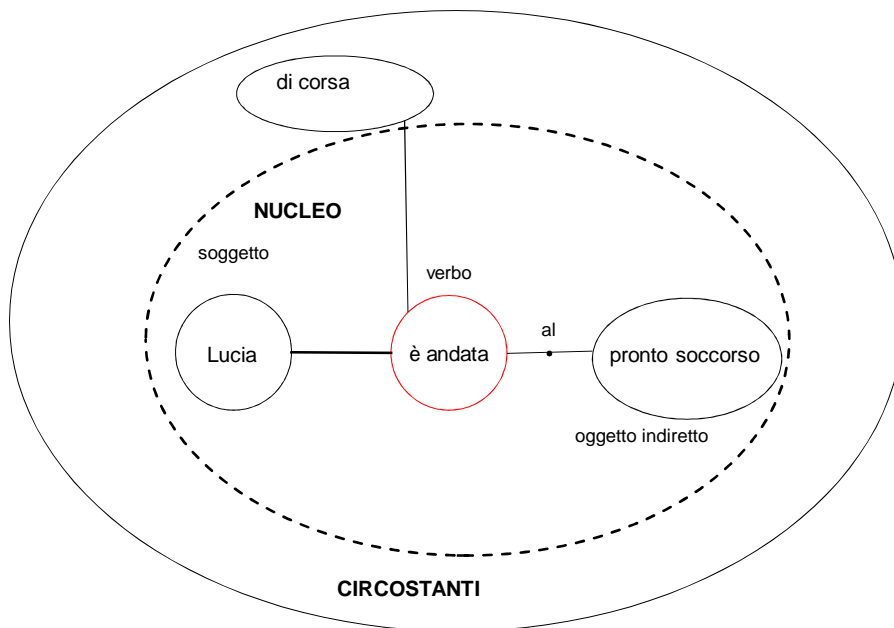 di corsa
NUCLEO
soggetto
verbo
Lucia
è andata
al
pronto soccorso
oggetto indiretto
CIRCOSTANTI